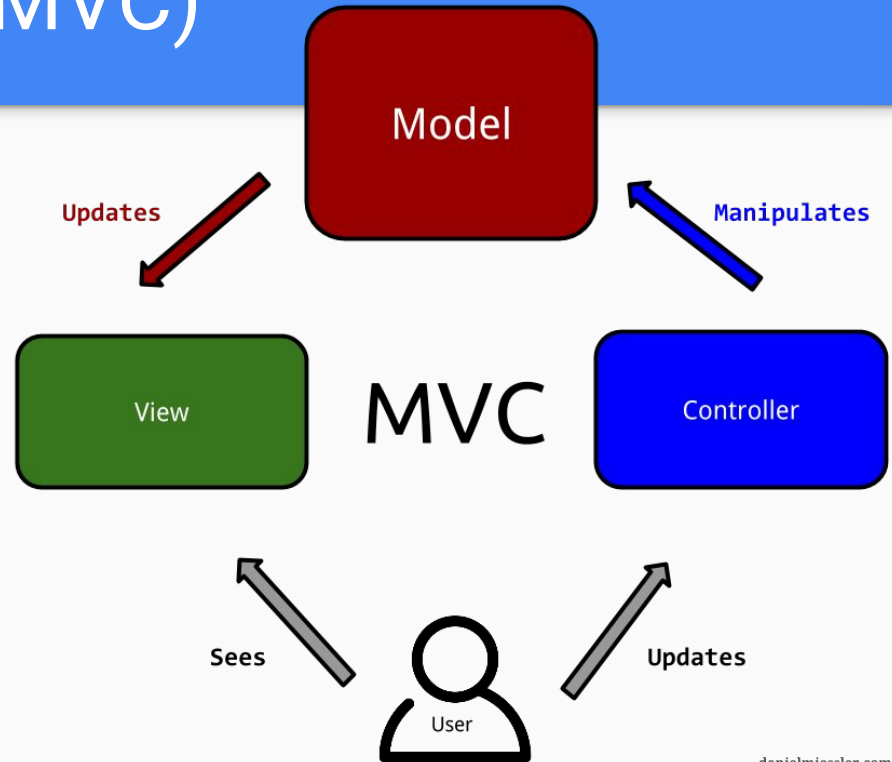 MVC)
Model
Updates
Manipulates
View
MVC
Controller
Sees
Updates
User